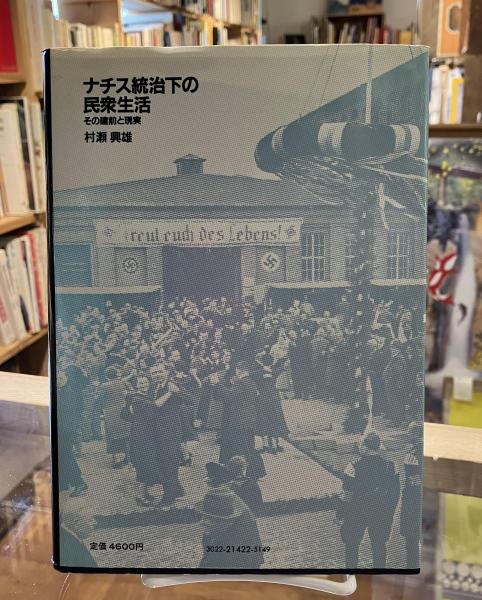 ナチス統治下の
民衆生活
その建前と現実
村瀬 興雄
Freut euch des Lebens!
定価 4600円
3022-21422-5149